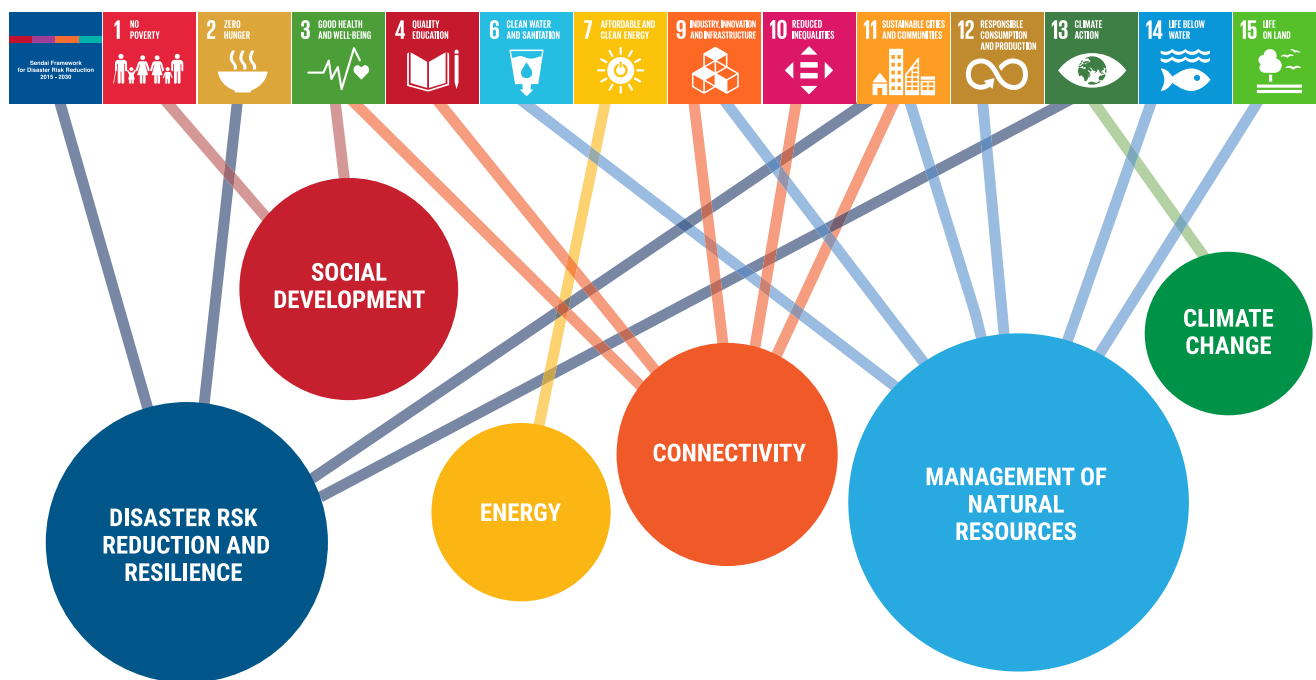 Sendai Framework
for Disaster Risk Reduction
2015 - 2030
1 NO
POVERTY
2 ZERO
HUNGER
3 GOOD HEALTH
AND WELL-BEING
4 QUALITY
EDUCATION
6 CLEAN WATER
AND SANITATION
7 AFFORDABLE AND
CLEAN ENERGY
9 INDUSTRY, INNOVATION
AND INFRASTRUCTURE
10 REDUCED
INEQUALITIES
11 SUSTAINABLE CITIES
AND COMMUNITIES
12 RESPONSIBLE
CONSUMPTION
AND PRODUCTION
13 CLIMATE
ACTION
14 LIFE BELOW
WATER
15 LIFE
ON LAND
SOCIAL
DEVELOPMENT
CLIMATE
CHANGE
CONNECTIVITY
MANAGEMENT OF
NATURAL
RESOURCES
ENERGY
DISASTER RSK
REDUCTION AND
RESILIENCE